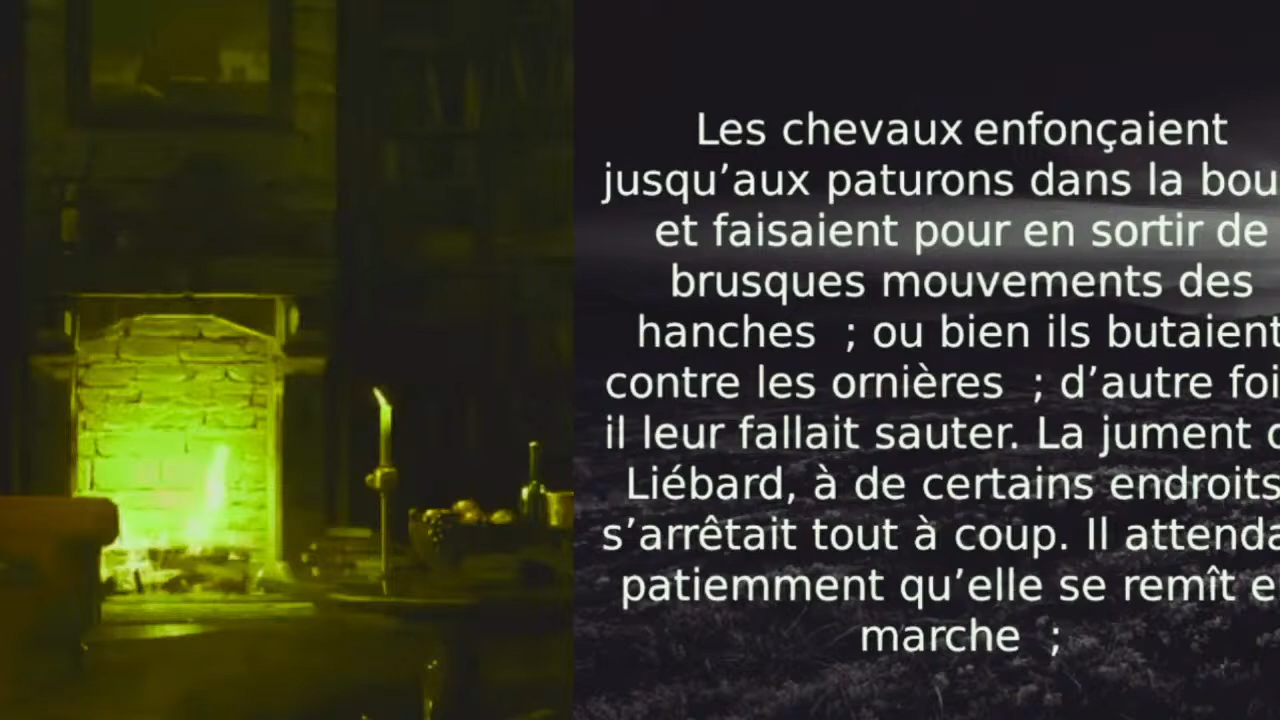 Les chevaux enfonçaient
jusqu’aux paturons dans la bou
et faisaient pour en sortir de
brusques mouvements des
hanches  ; ou bien ils butaient
contre les ornières  ; d’autre foi
il leur fallait sauter. La jument
Liébard, à de certains endroits
s’arrêtait tout à coup. Il attenda
patiemment qu’elle se remît e
marche  ;